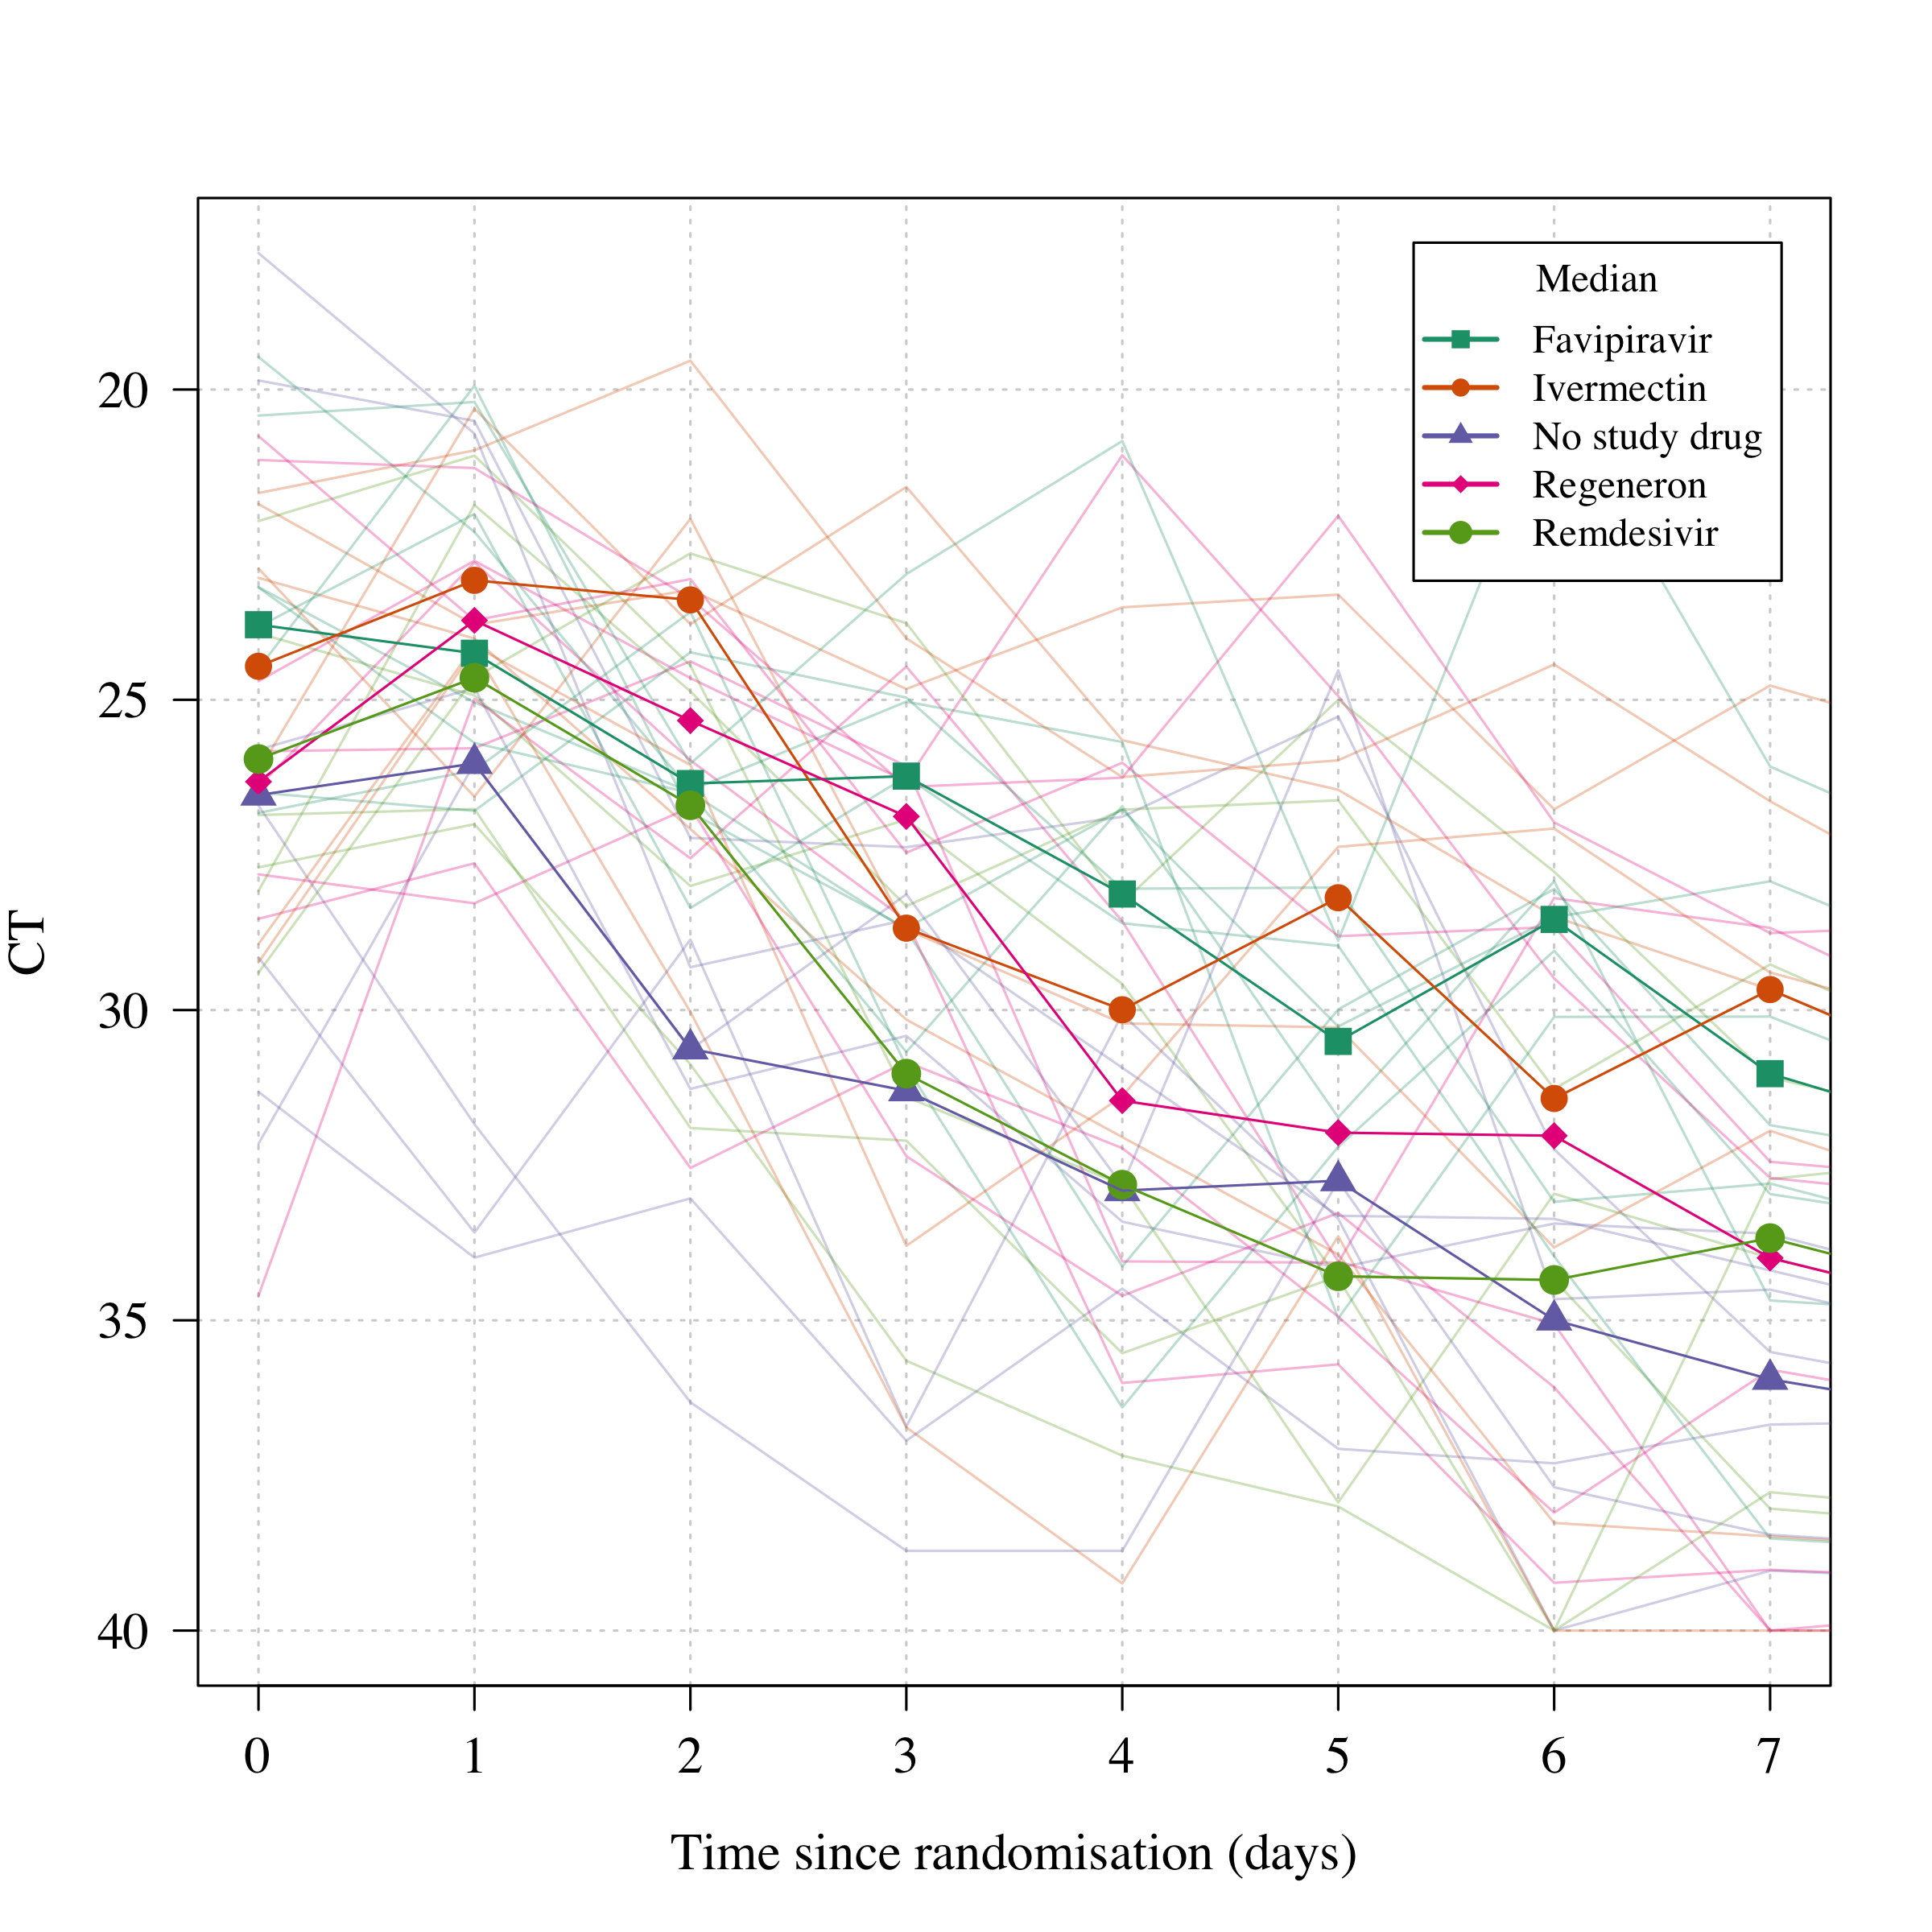 Median
Favipiravir
Ivermectin
No study drug
Regeneron
Remdesivir
20
25
30
35
40
CT
0 1 2 3 4 5 6 7
Time since randomisation (days)